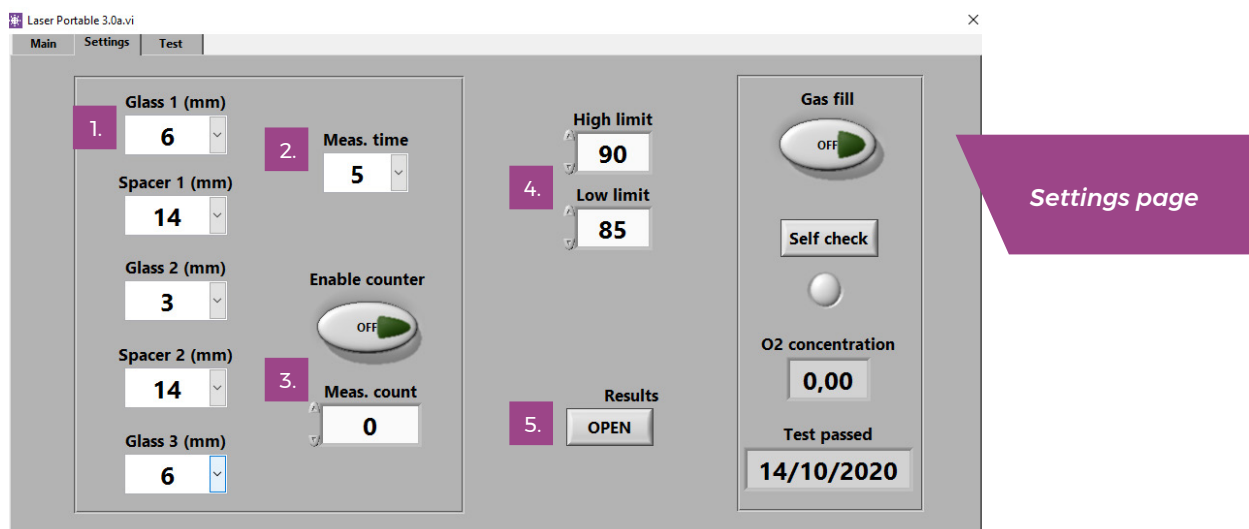 Laser Portable 3.0a.vi
Main Settings Test
1.
Glass 1 (mm)
6
Spacer 1 (mm)
14
Glass 2 (mm)
3
Spacer 2 (mm)
14
Glass 3 (mm)
6
2.
Meas. time
5
Enable counter
OFF
3.
Meas. count
0
4.
High limit
90
Low limit
85
5.
Results
OPEN
Gas fill
OFF
Self check
O2 concentration
0,00
Test passed
14/10/2020
Settings page